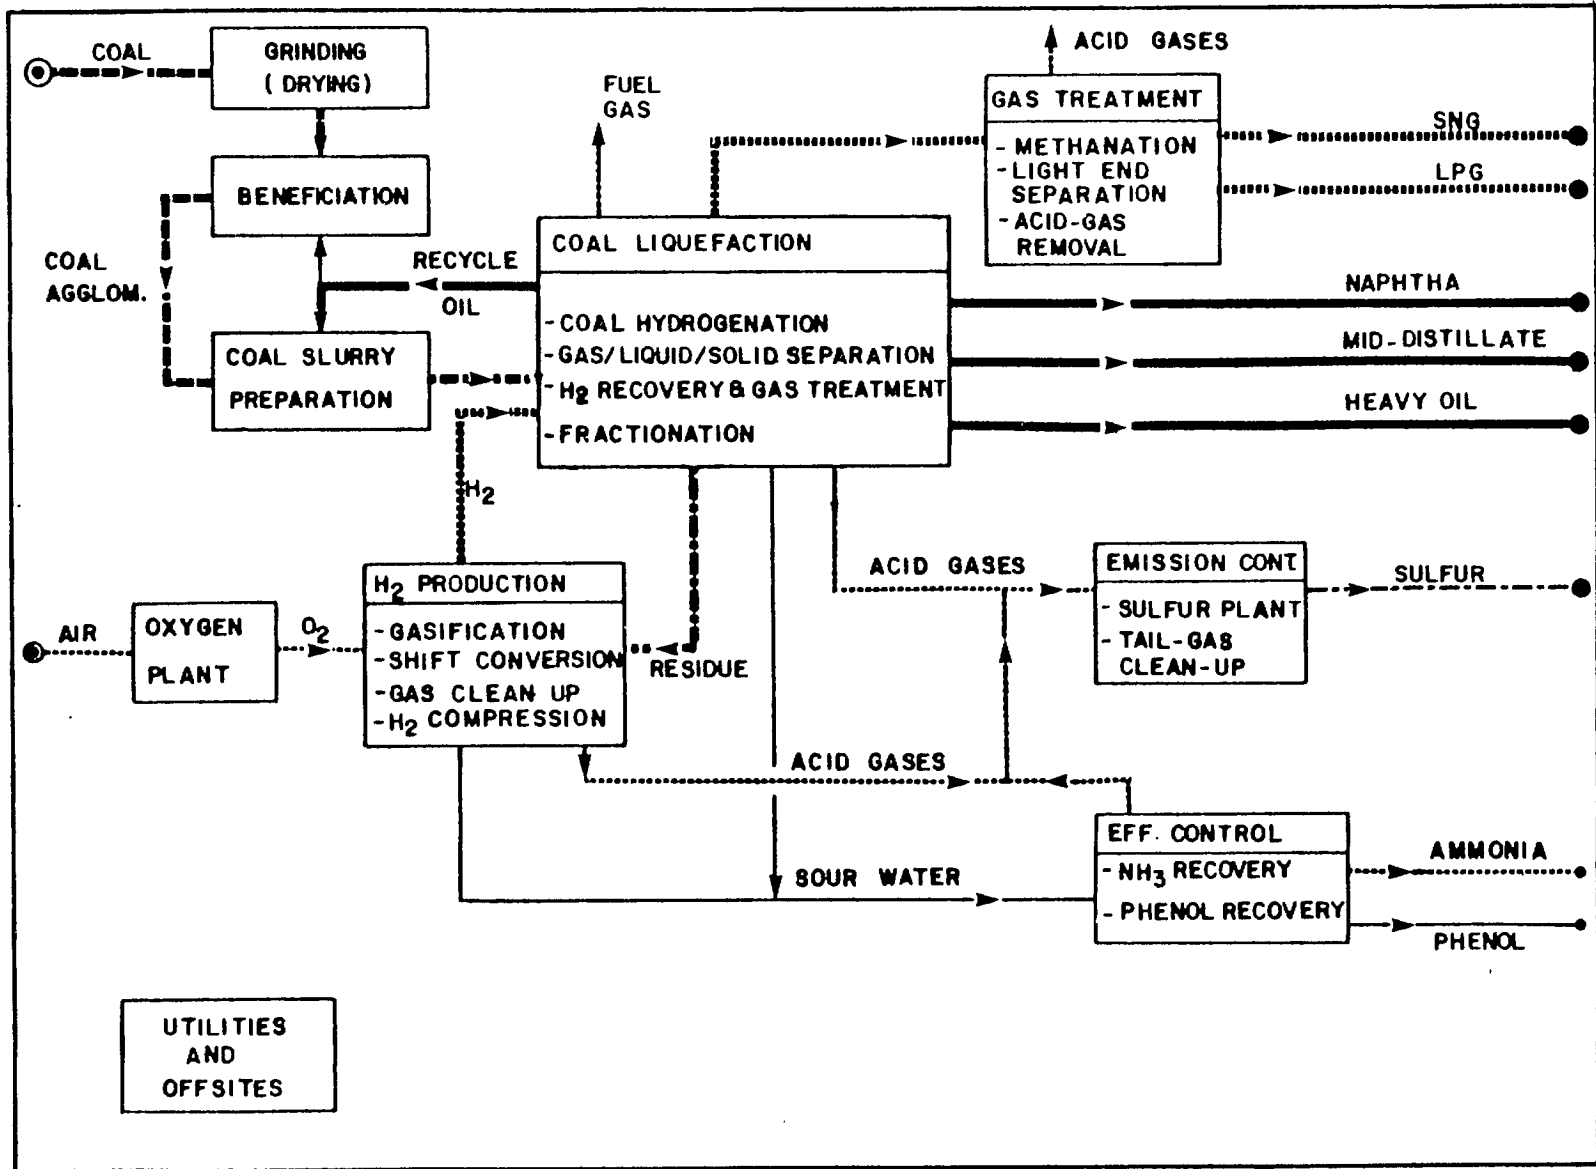 COAL
GRINDING
( DRYING)
BENEFICIATION
COAL
AGGLOM.
COAL SLURRY
PREPARATION
RECYCLE
OIL
FUEL
GAS
COAL LIQUEFACTION
-COAL HYDROGENATION
-GAS/LIQUID/SOLID SEPARATION
-H2 RECOVERY & GAS TREATMENT
-FRACTIONATION
ACID GASES
GAS TREATMENT
- METHANATION
- LIGHT END
SEPARATION
- ACID-GAS
REMOVAL
SNG
LPG
NAPHTHA
MID-DISTILLATE
HEAVY OIL
H2
AIR
OXYGEN
PLANT
O2
H2 PRODUCTION
-GASIFICATION
-SHIFT CONVERSION
-GAS CLEAN UP
-H2 COMPRESSION
RESIDUE
ACID GASES
EMISSION CONT.
- SULFUR PLANT
- TAIL-GAS
CLEAN-UP
SULFUR
ACID GASES
SOUR WATER
EFF. CONTROL
- NH3 RECOVERY
- PHENOL RECOVERY
AMMONIA
PHENOL
UTILITIES
AND
OFFSITES